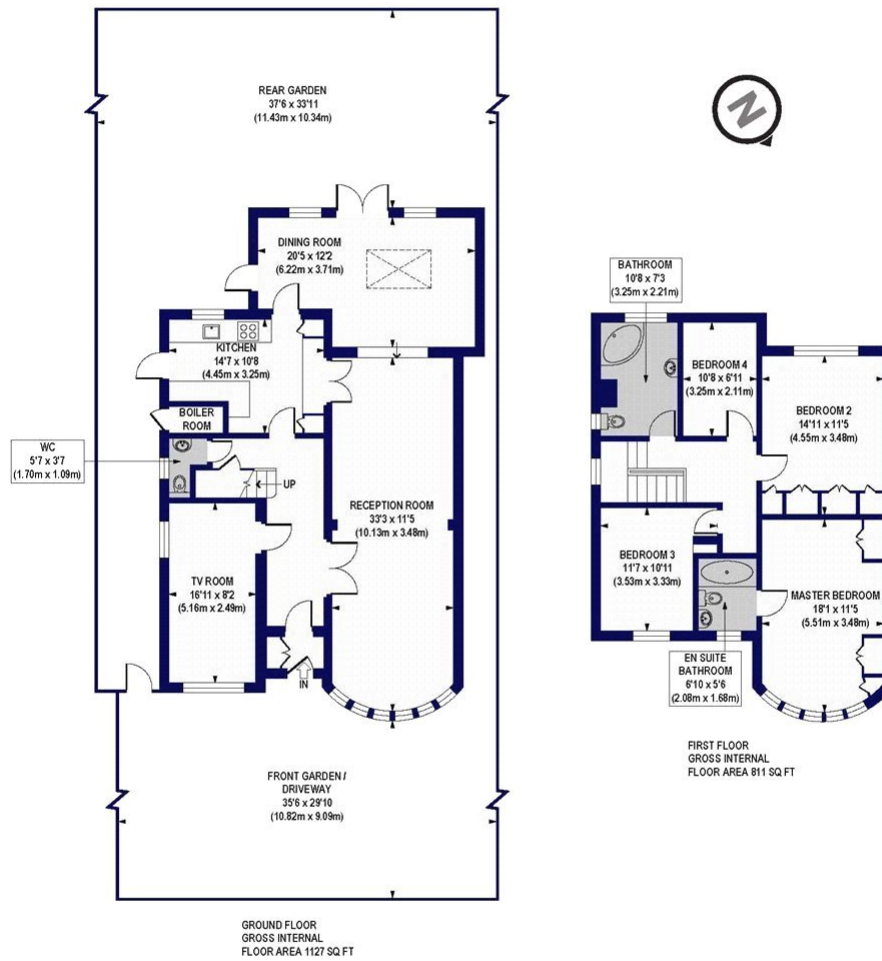 REAR GARDEN
37'6 x 33'11
(11.43m x 10.34m)
N
DINING ROOM
20'5 x 12'2
(6.22m x 3.71m)
KITCHEN
14'7 x 10'8
(4.45m x 3.25m)
BOILER
ROOM
WC
5'7 x 3'7
(1.70m x 1.09m)
UP
RECEPTION ROOM
33'3 x 11'5
(10.13m x 3.48m)
TV ROOM
16'11 x 8'2
(5.16m x 2.49m)
IN
FRONT GARDEN /
DRIVEWAY
35'6 x 29'10
(10.82m x 9.09m)
GROUND FLOOR
GROSS INTERNAL
FLOOR AREA 1127 SQ FT
BATHROOM
10'8 x 7'3
(3.25m x 2.21m)
BEDROOM 4
10'8 x 6'11
(3.25m x 2.11m)
BEDROOM 2
14'11 x 11'5
(4.55m x 3.48m)
BEDROOM 3
11'7 x 10'11
(3.53m x 3.33m)
MASTER BEDROOM
18'1 x 11'5
(5.51m x 3.48m)
EN SUITE
BATHROOM
6'10 x 5'6
(2.08m x 1.68m)
FIRST FLOOR
GROSS INTERNAL
FLOOR AREA 811 SQ FT